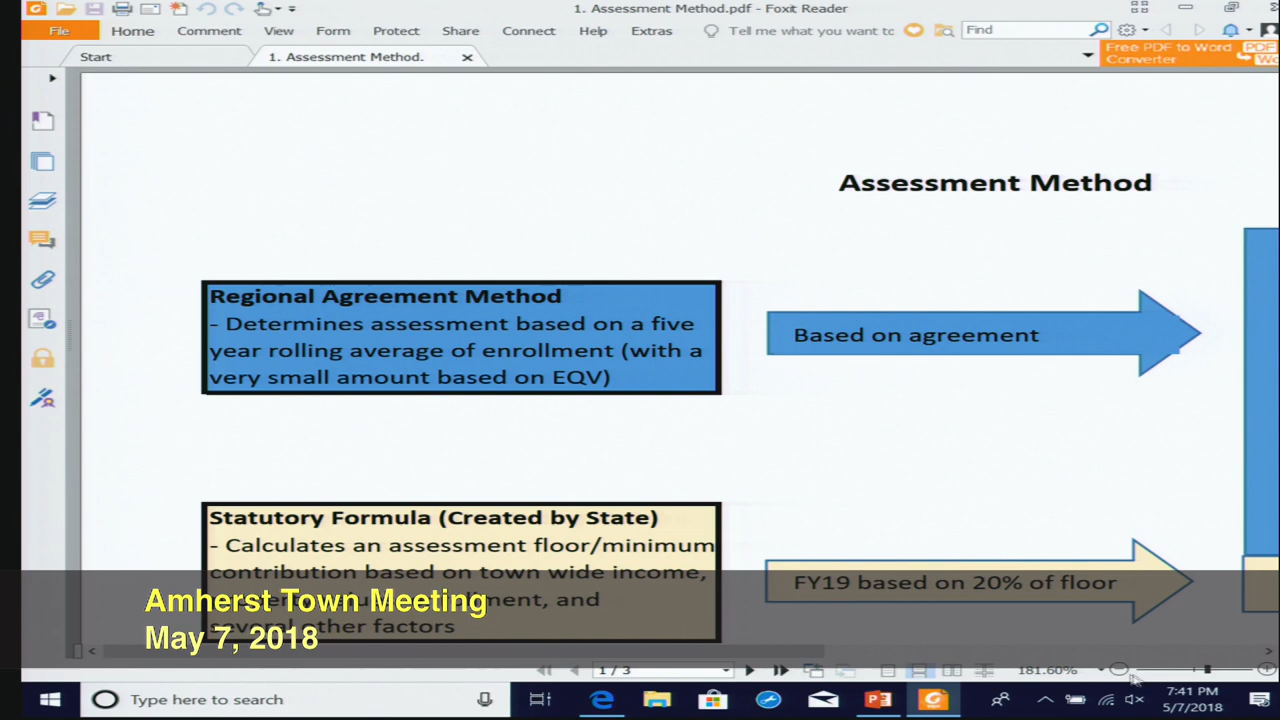 1. Assessment Method.pdf - Foxit Reader
File Home Comment View Form Protect Share Connect Help Extras Tell me what you want to Find
Start 1. Assessment Method.
Free PDF to Word
Converter
Assessment Method
Regional Agreement Method
- Determines assessment based on a five
year rolling average of enrollment (with a
very small amount based on EQV)
Based on agreement
Statutory Formula (Created by State)
- Calculates an assessment floor/minimum
contribution based on town wide income,
several other factors
FY19 based on 20% of floor
Amherst Town Meeting
May 7, 2018
1 / 3
181.60%
Type here to search
7:41 PM
5/7/2018